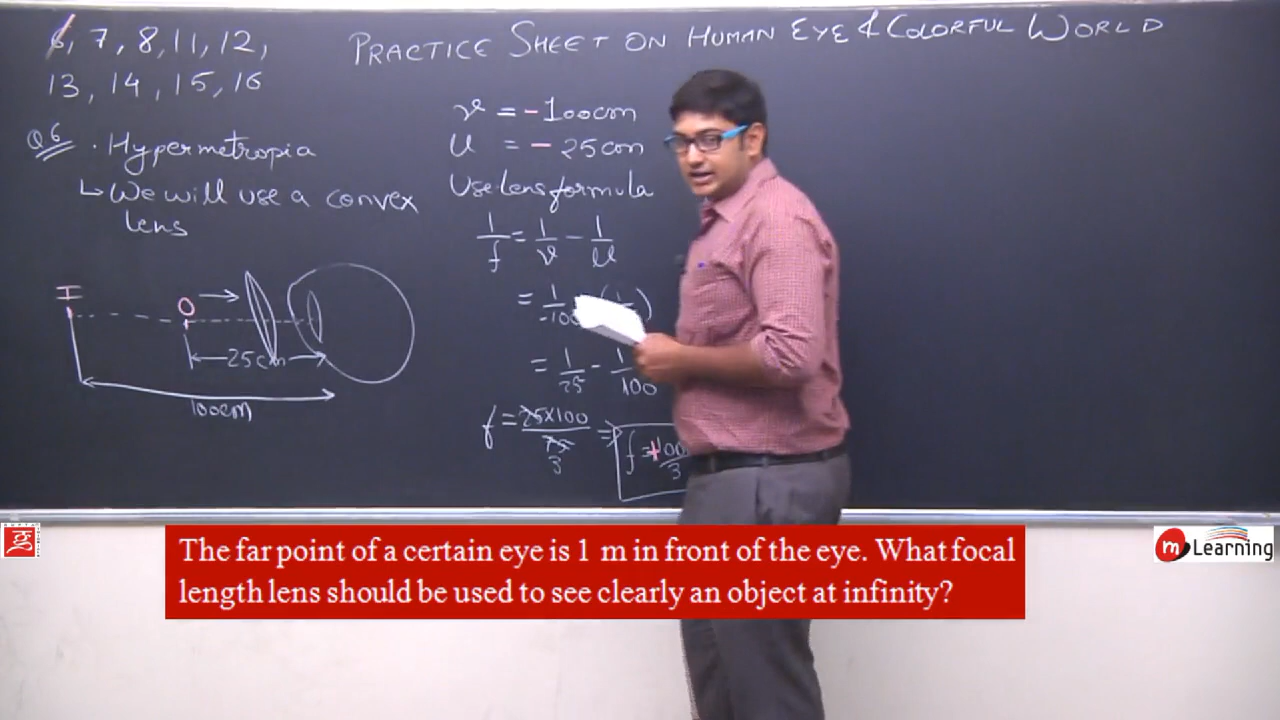 6, 7, 8, 11, 12,
13, 14, 15, 16
PRACTICE SHEET ON HUMAN EYE & COLORFUL WORLD
Q6 . Hypermetropia
↳ We will use a convex
lens
I
O
25cm
100cm
v = -100cm
u = -25cm
Use lens formula
1/f = 1/v - 1/u
= 1/-100
= 1/25 - 1/100
f = 25×100/75 3 ⇒ f = +100/3
The far point of a certain eye is 1 m in front of the eye. What focal
length lens should be used to see clearly an object at infinity?
m Learning